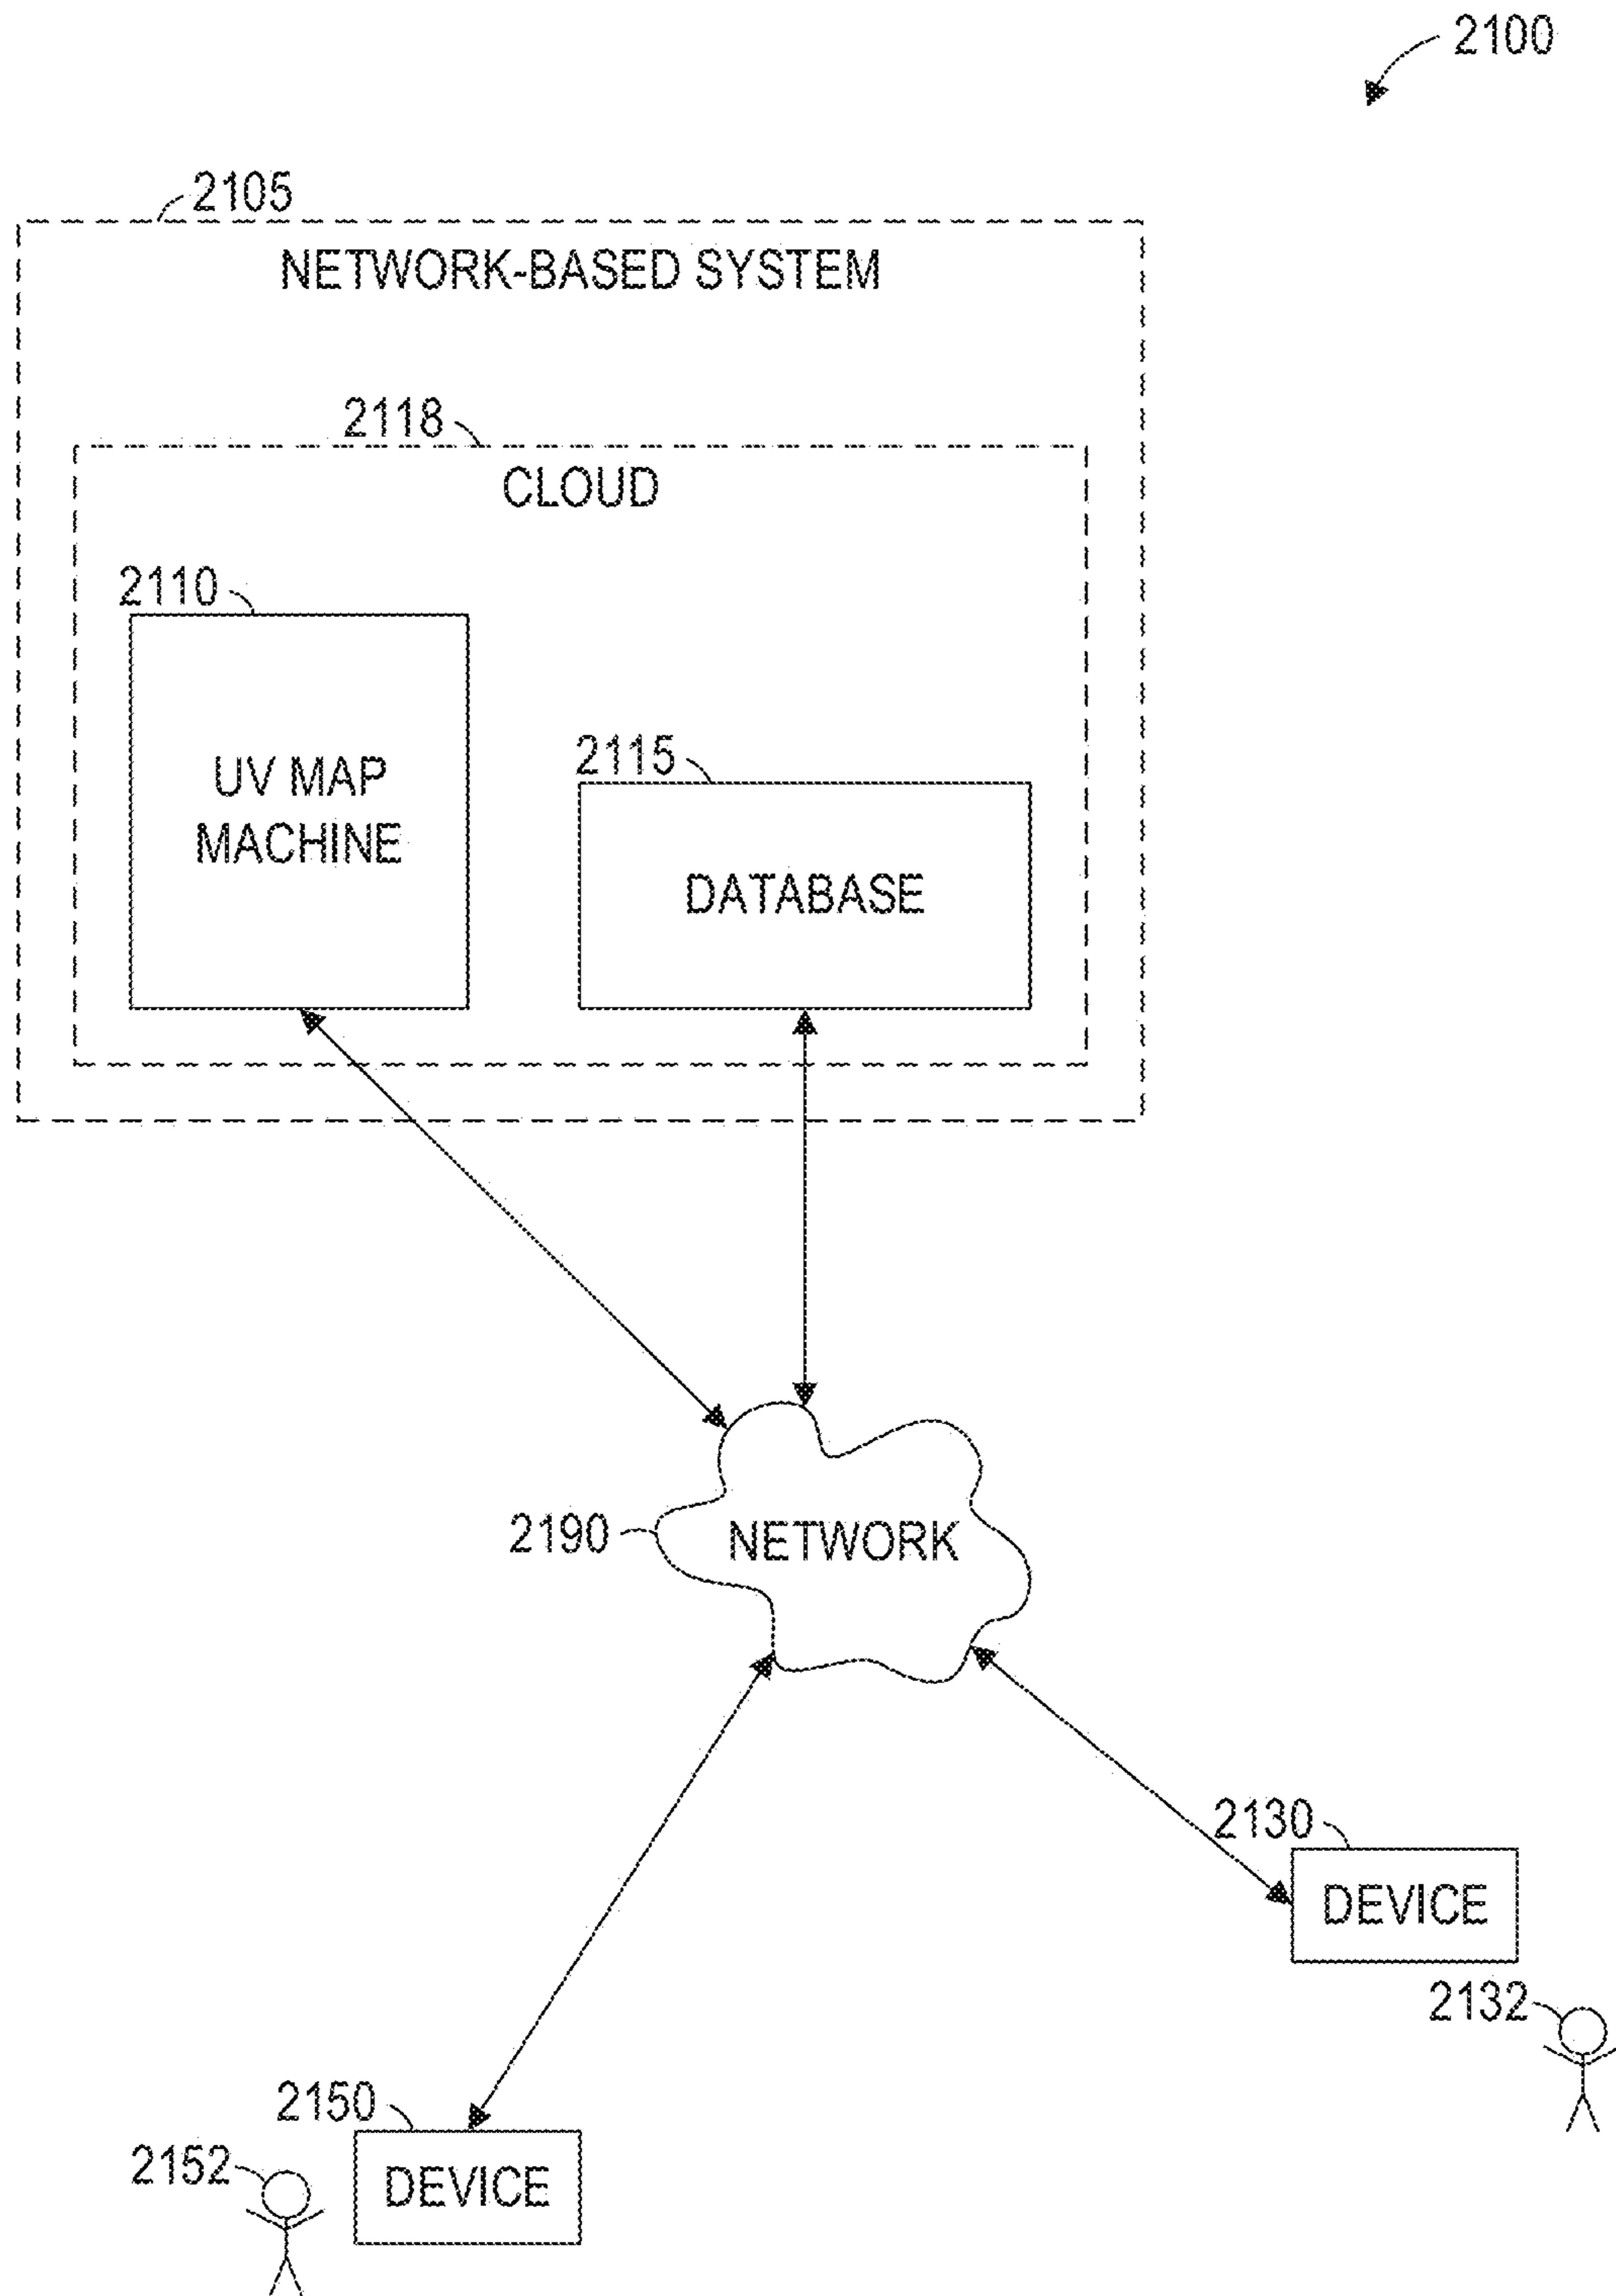 2100
2105
NETWORK-BASED SYSTEM
2118
CLOUD
2110
UV MAP
MACHINE
2115
DATABASE
2190
NETWORK
2130
DEVICE
2132
2150
DEVICE
2152